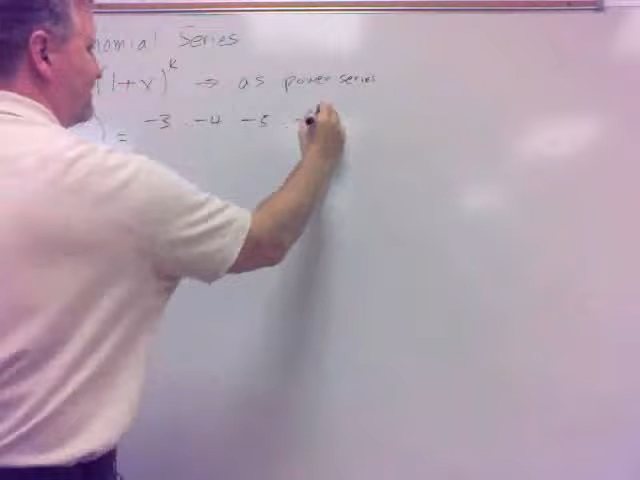 nomial Series
(1+x)^k ⇒ as power series
) = -3 . -4 -5 . -